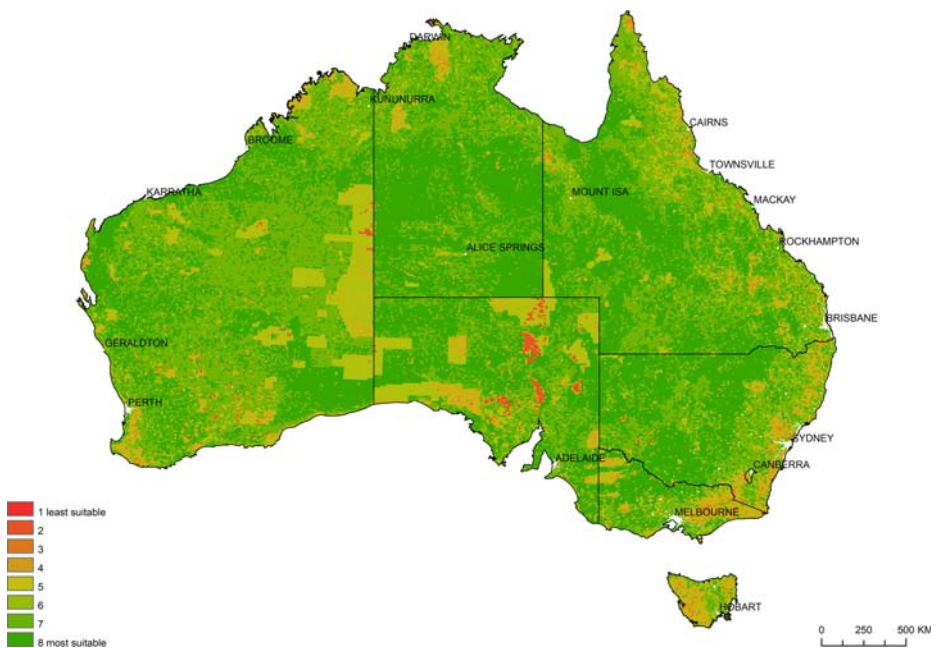 DARWIN
KUNUNURRA
BROOME
CAIRNS
TOWNSVILLE
KARRATHA
MOUNT ISA
MACKAY
ALICE SPRINGS
ROCKHAMPTON
BRISBANE
GERALDTON
PERTH
SYDNEY
ADELAIDE
CANBERRA
MELBOURNE
HOBART
1 least suitable
2
3
4
5
6
7
8 most suitable
0 250 500 KM